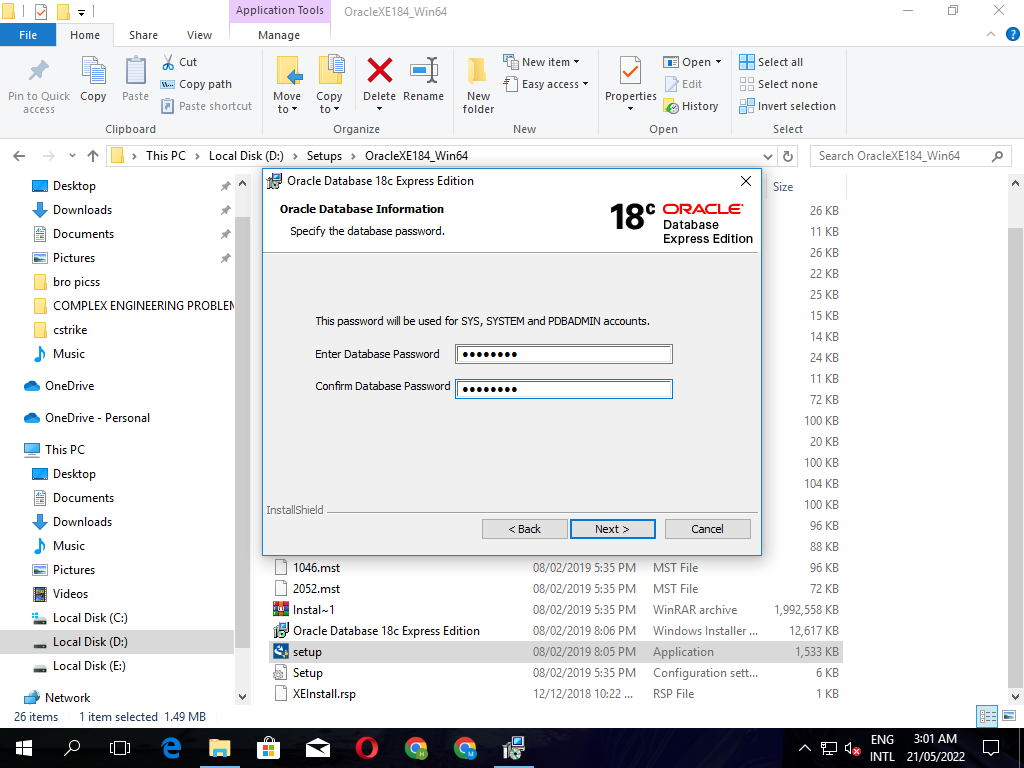 Application Tools
OracleXE184_Win64
File
Home
Share
View
Manage
Pin to Quick access
Copy
Paste
Cut
Copy path
Paste shortcut
Clipboard
Move to
Copy to
Delete
Rename
Organize
New folder
New item
Easy access
New
Properties
Open
Edit
History
Open
Select all
Select none
Invert selection
Select
This PC > Local Disk (D:) > Setups > OracleXE184_Win64
Search OracleXE184_Win64
Desktop
Downloads
Documents
Pictures
bro picss
COMPLEX ENGINEERING PROBLEM
cstrike
Music
OneDrive
OneDrive - Personal
This PC
Desktop
Documents
Downloads
Music
Pictures
Videos
Local Disk (C:)
Local Disk (D:)
Local Disk (E:)
Network
Size
26 KB
11 KB
26 KB
22 KB
25 KB
15 KB
14 KB
24 KB
11 KB
72 KB
100 KB
20 KB
100 KB
104 KB
100 KB
96 KB
88 KB
Oracle Database 18c Express Edition
Oracle Database Information
Specify the database password.
18c ORACLE
Database
Express Edition
This password will be used for SYS, SYSTEM and PDBADMIN accounts.
Enter Database Password ●●●●●●●●
Confirm Database Password ●●●●●●●●
InstallShield
< Back
Next >
Cancel
1046.mst 08/02/2019 5:35 PM MST File 96 KB
2052.mst 08/02/2019 5:35 PM MST File 72 KB
Instal~1 08/02/2019 5:35 PM WinRAR archive 1,992,558 KB
Oracle Database 18c Express Edition 08/02/2019 8:06 PM Windows Installer ... 12,617 KB
setup 08/02/2019 8:05 PM Application 1,533 KB
Setup 08/02/2019 5:35 PM Configuration sett... 6 KB
XEInstall.rsp 12/12/2018 10:22 ... RSP File 1 KB
26 items 1 item selected 1.49 MB
ENG
INTL
3:01 AM
21/05/2022